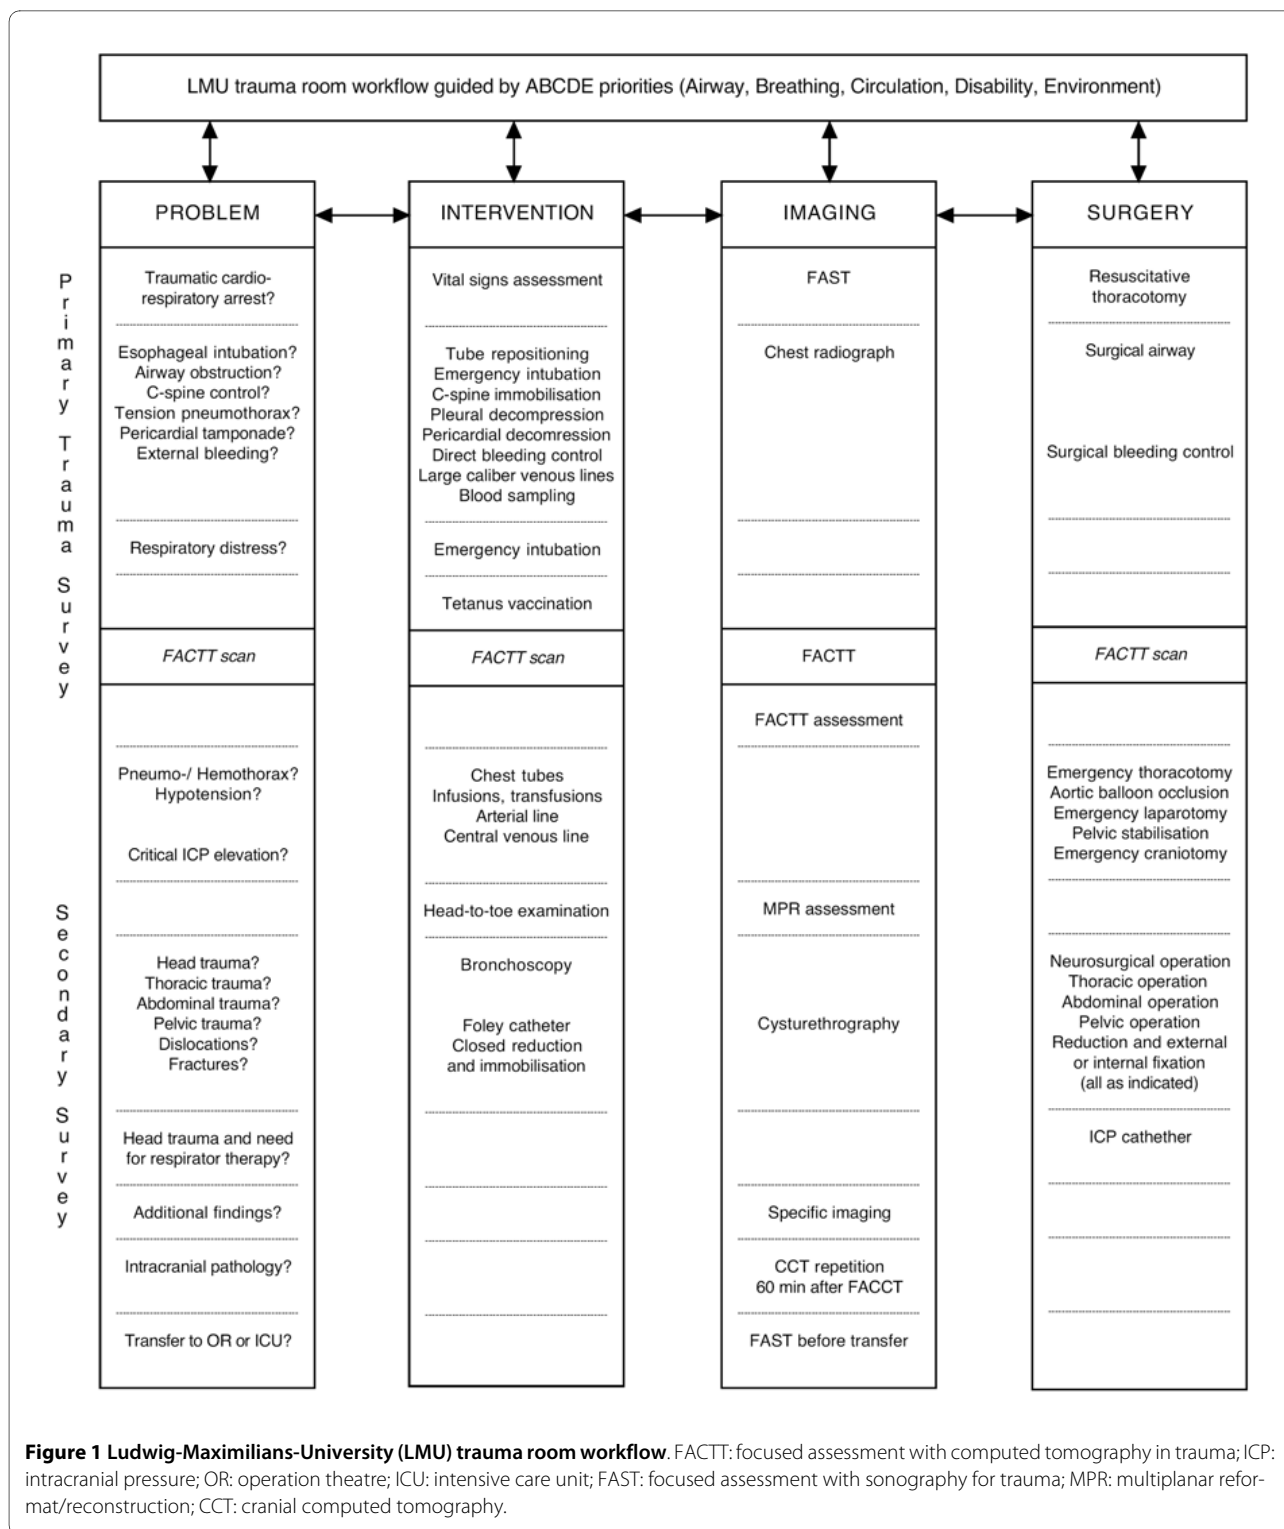 LMU trauma room workflow guided by ABCDE priorities (Airway, Breathing, Circulation, Disability, Environment)
PROBLEM
INTERVENTION
IMAGING
SURGERY
Primary Trauma Survey
Traumatic cardio-
respiratory arrest?
Vital signs assessment
FAST
Resuscitative
thoracotomy
Esophageal intubation?
Airway obstruction?
C-spine control?
Tension pneumothorax?
Pericardial tamponade?
External bleeding?
Tube repositioning
Emergency intubation
C-spine immobilisation
Pleural decompression
Pericardial decomression
Direct bleeding control
Large caliber venous lines
Blood sampling
Chest radiograph
Surgical airway
Surgical bleeding control
Respiratory distress?
Emergency intubation
Tetanus vaccination
FACTT scan
FACTT scan
FACTT
FACTT scan
Secondary Survey
FACTT assessment
Pneumo-/ Hemothorax?
Hypotension?
Critical ICP elevation?
Chest tubes
Infusions, transfusions
Arterial line
Central venous line
Emergency thoracotomy
Aortic balloon occlusion
Emergency laparotomy
Pelvic stabilisation
Emergency craniotomy
Head-to-toe examination
MPR assessment
Head trauma?
Thoracic trauma?
Abdominal trauma?
Pelvic trauma?
Dislocations?
Fractures?
Bronchoscopy
Foley catheter
Closed reduction
and immobilisation
Cysturethrography
Neurosurgical operation
Thoracic operation
Abdominal operation
Pelvic operation
Reduction and external
or internal fixation
(all as indicated)
Head trauma and need
for respirator therapy?
ICP cathether
Additional findings?
Specific imaging
Intracranial pathology?
CCT repetition
60 min after FACCT
Transfer to OR or ICU?
FAST before transfer
Figure 1 Ludwig-Maximilians-University (LMU) trauma room workflow. FACTT: focused assessment with computed tomography in trauma; ICP:
intracranial pressure; OR: operation theatre; ICU: intensive care unit; FAST: focused assessment with sonography for trauma; MPR: multiplanar refor-
mat/reconstruction; CCT: cranial computed tomography.